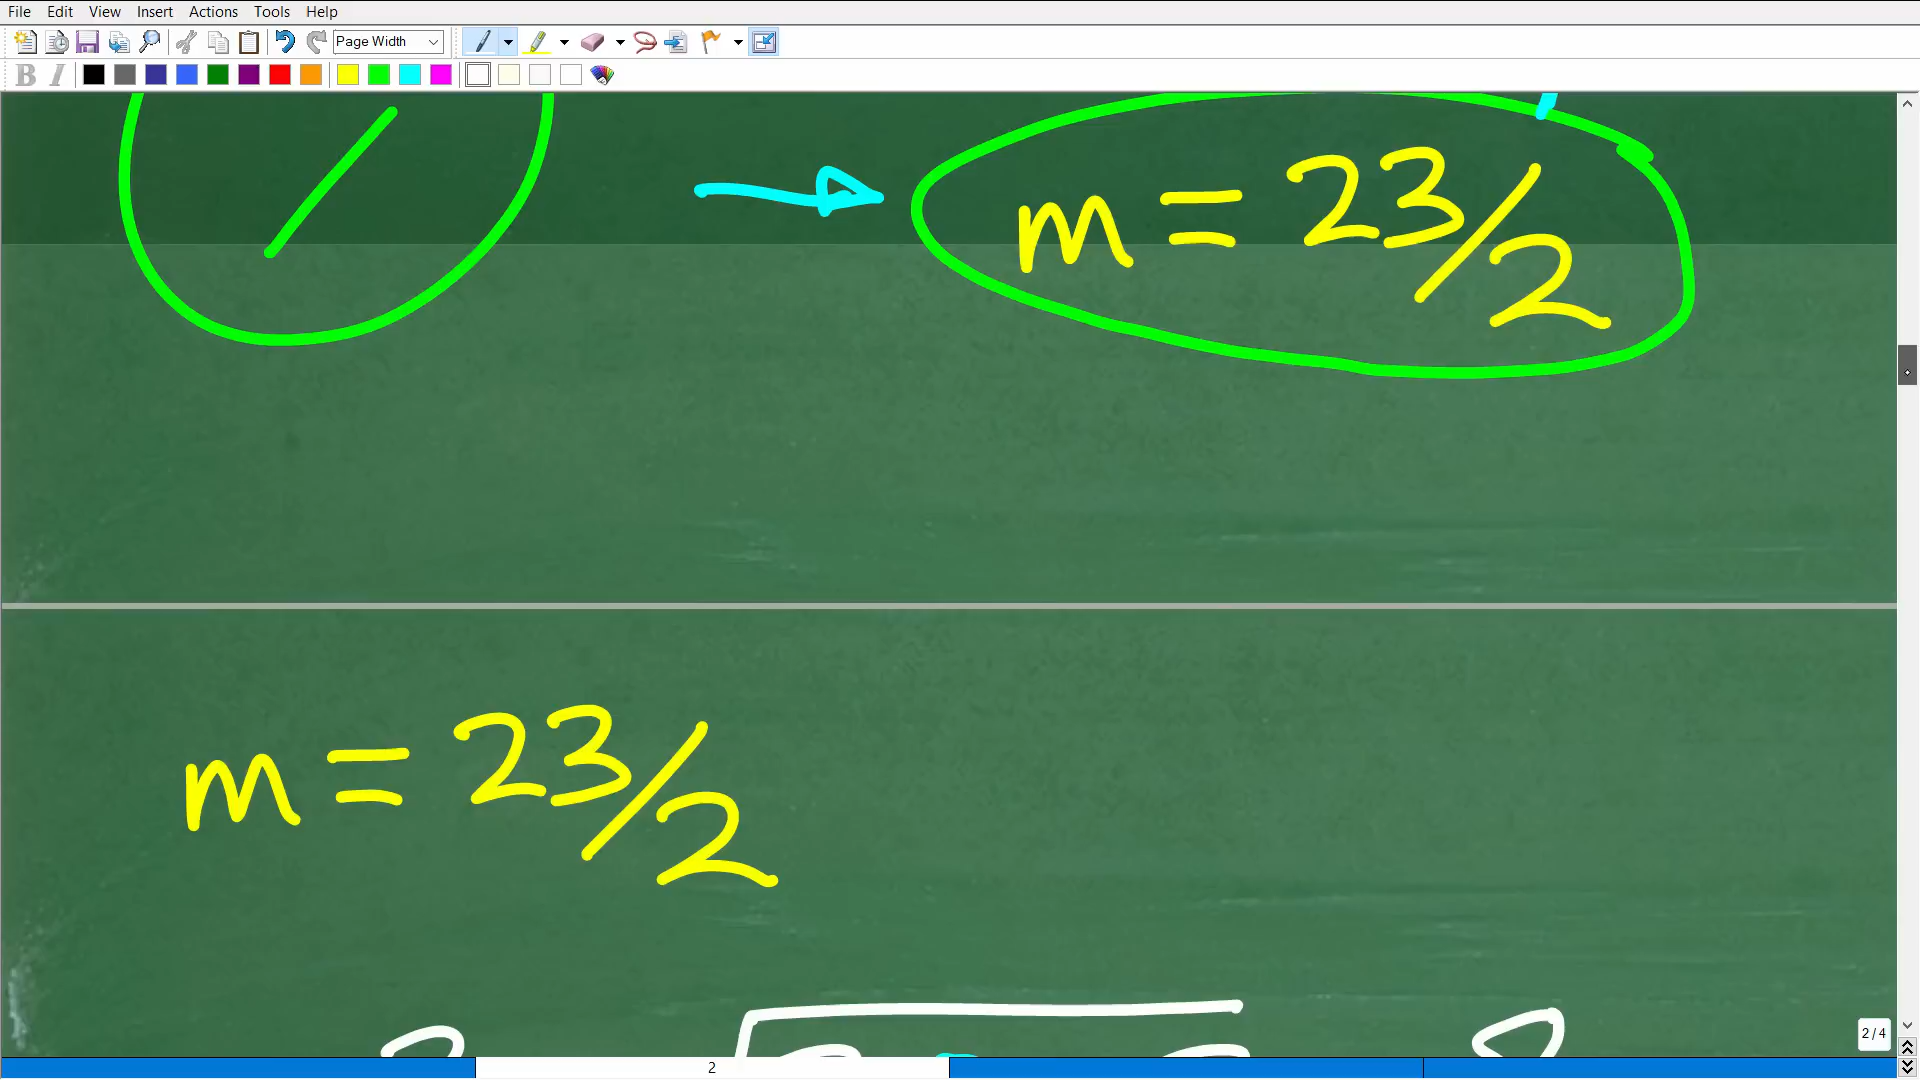 File Edit View Insert Actions Tools Help
Page Width
B I
m = 23/2
m = 23/2
2 / 4
2